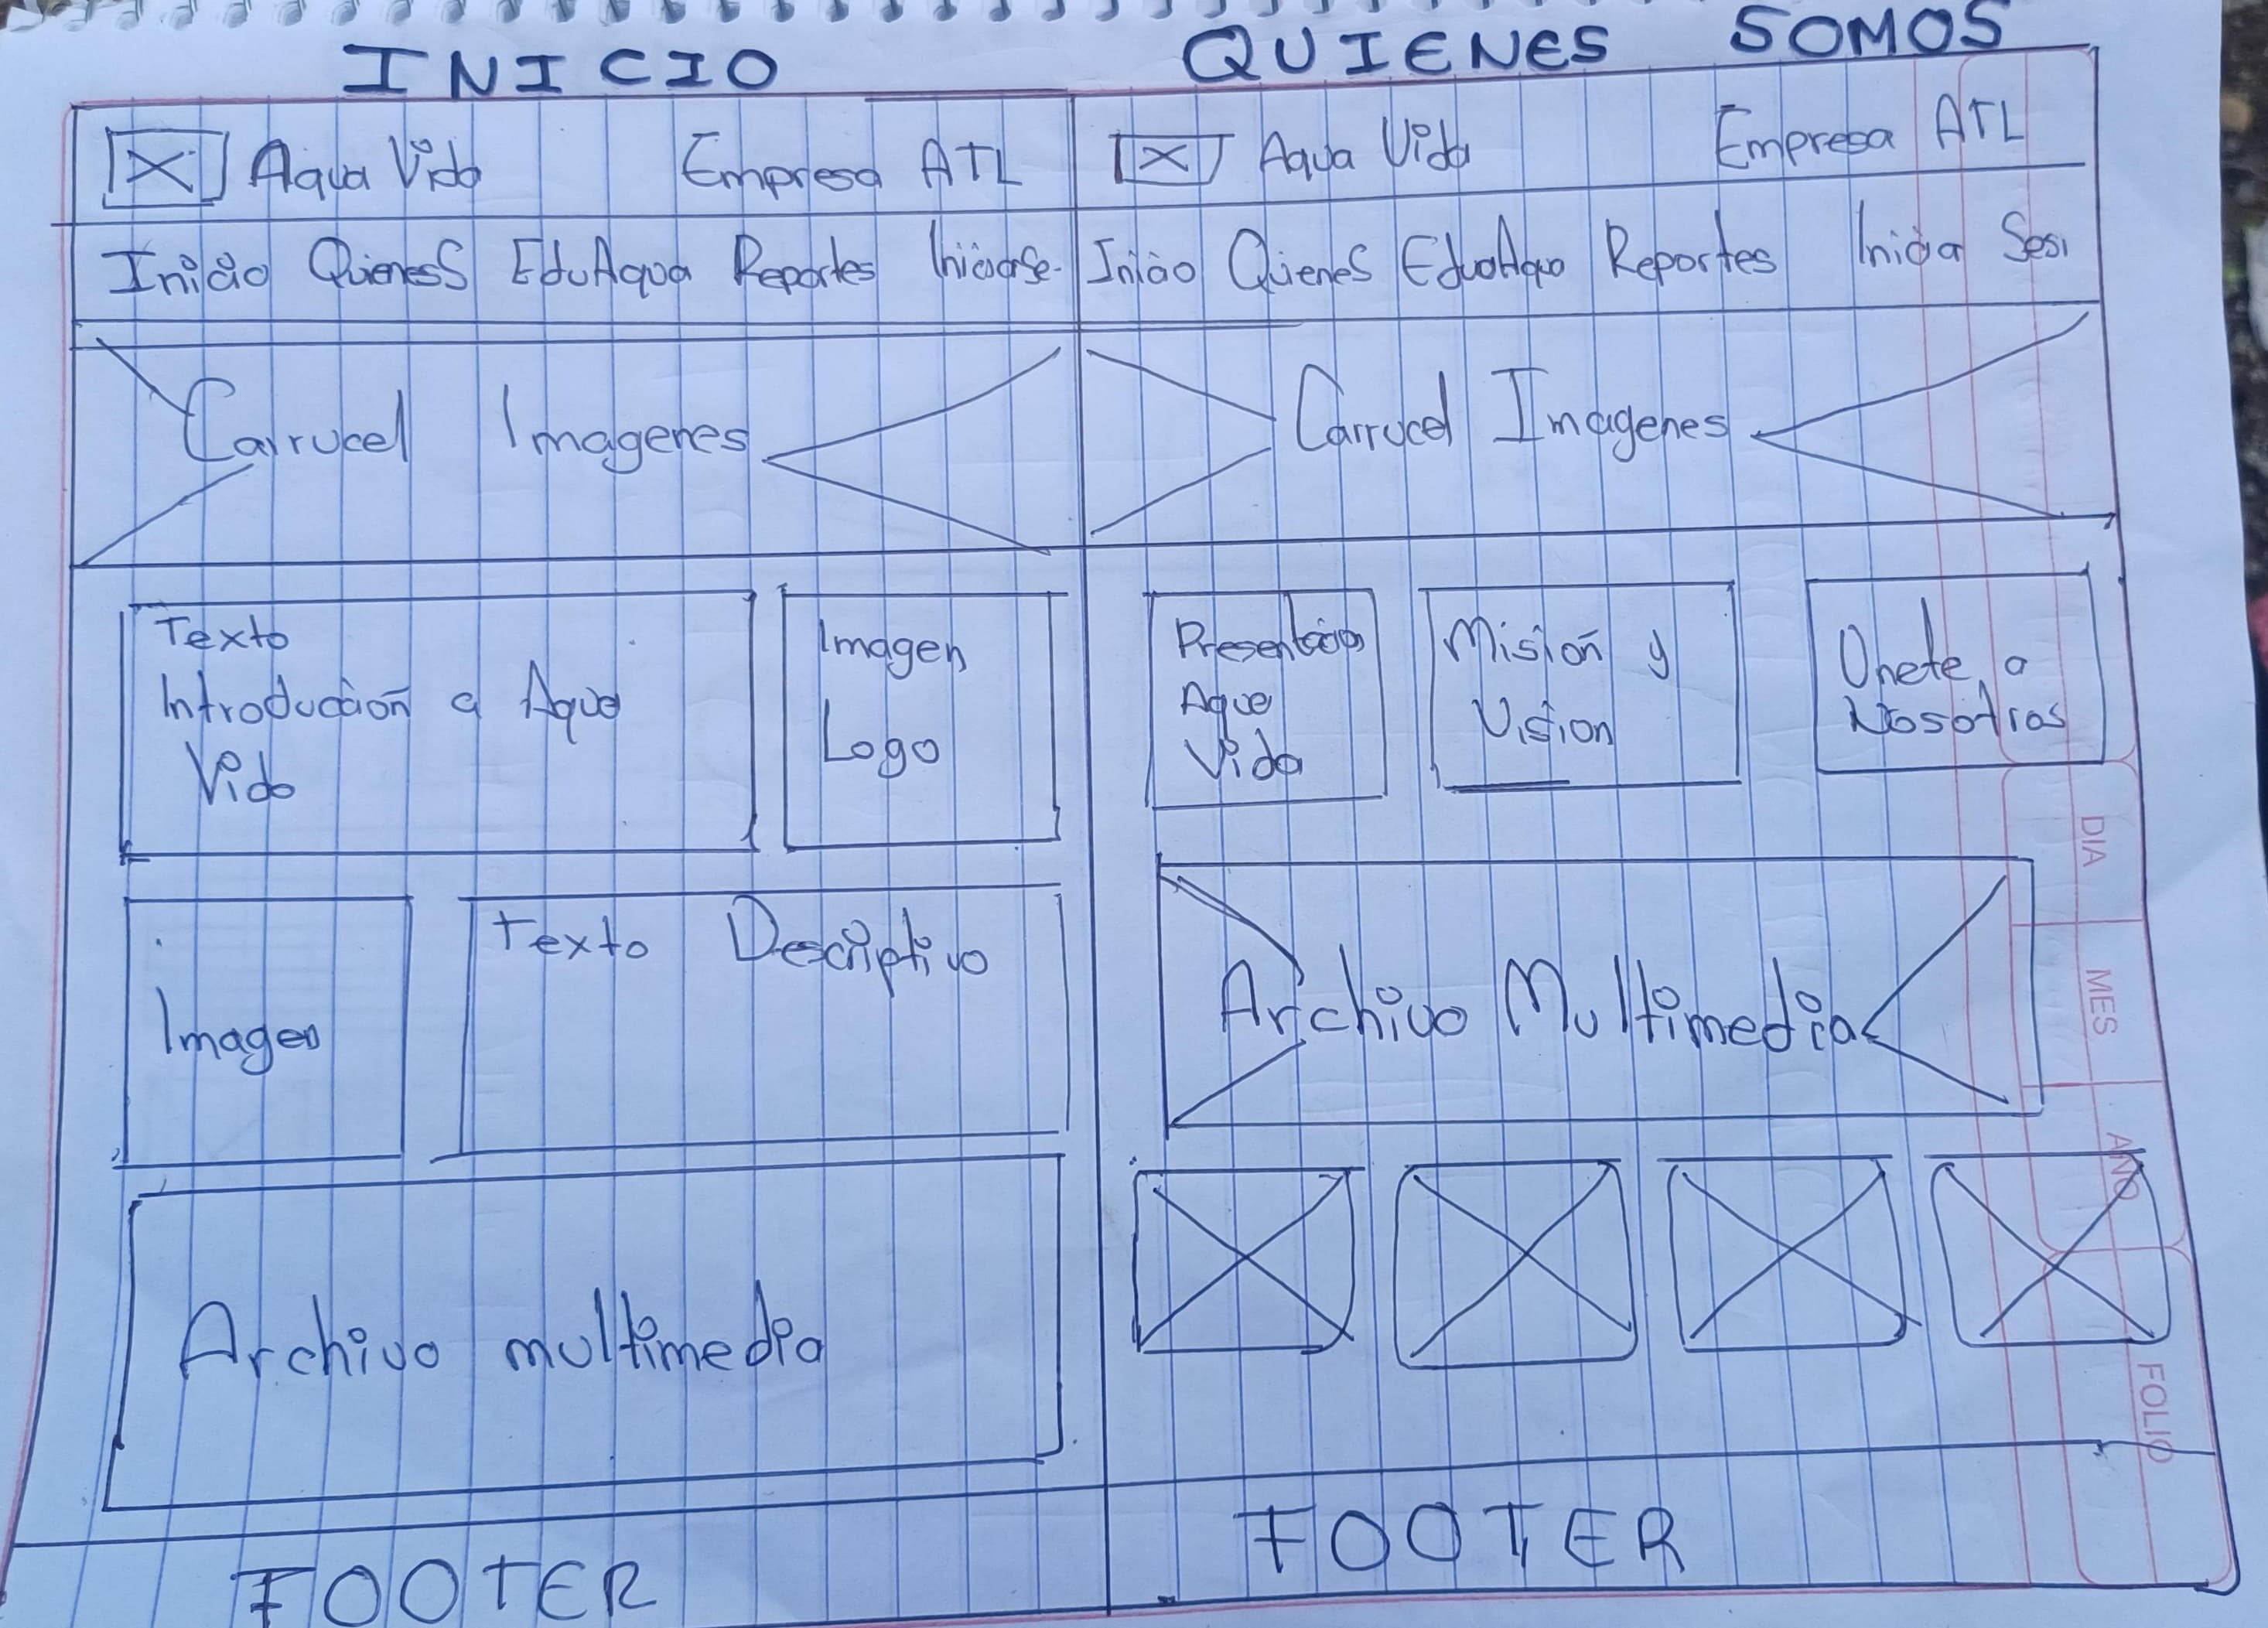 INICIO
Aqua Vida Empresa ATL
Inicio Quienes S EduAqua Reportes Iniciar Se.
Carrucel Imagenes
Texto
Introducción a Aqua
Vida
Imagen
Logo
Imagen
Texto Descriptivo
Archivo multimedia
FOOTER
QUIENES SOMOS
Aqua Vida Empresa ATL
Inicio Quienes EduAqua Reportes Inicia Sesi
Carrucel Imagenes
Presentación
Aqua
Vida
Misión y
Vision
Unete a
Nosotros
Archivo Multimedia
FOOTER
DIA
MES
AÑO
FOLIO